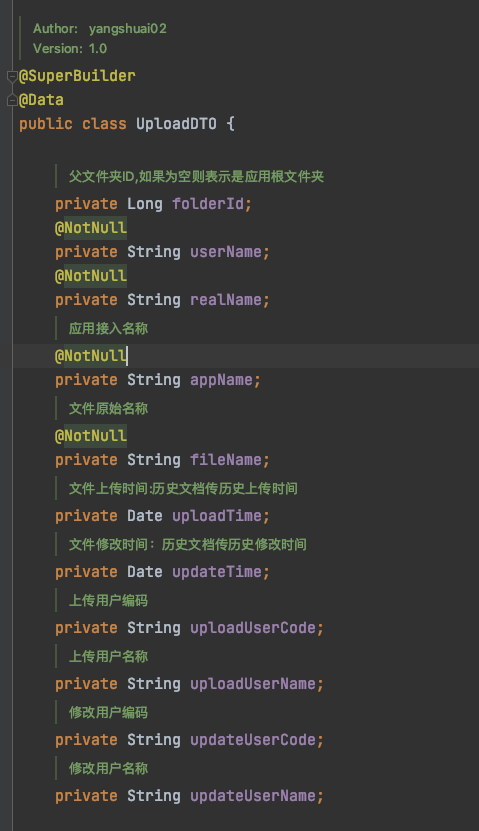 Author: yangshuai02
Version: 1.0
@SuperBuilder
@Data
public class UploadDTO {
父文件夹ID,如果为空则表示是应用根文件夹
private Long folderId;
@NotNull
private String userName;
@NotNull
private String realName;
应用接入名称
@NotNull
private String appName;
文件原始名称
@NotNull
private String fileName;
文件上传时间:历史文档传历史上传时间
private Date uploadTime;
文件修改时间：历史文档传历史修改时间
private Date updateTime;
上传用户编码
private String uploadUserCode;
上传用户名称
private String uploadUserName;
修改用户编码
private String updateUserCode;
修改用户名称
private String updateUserName;